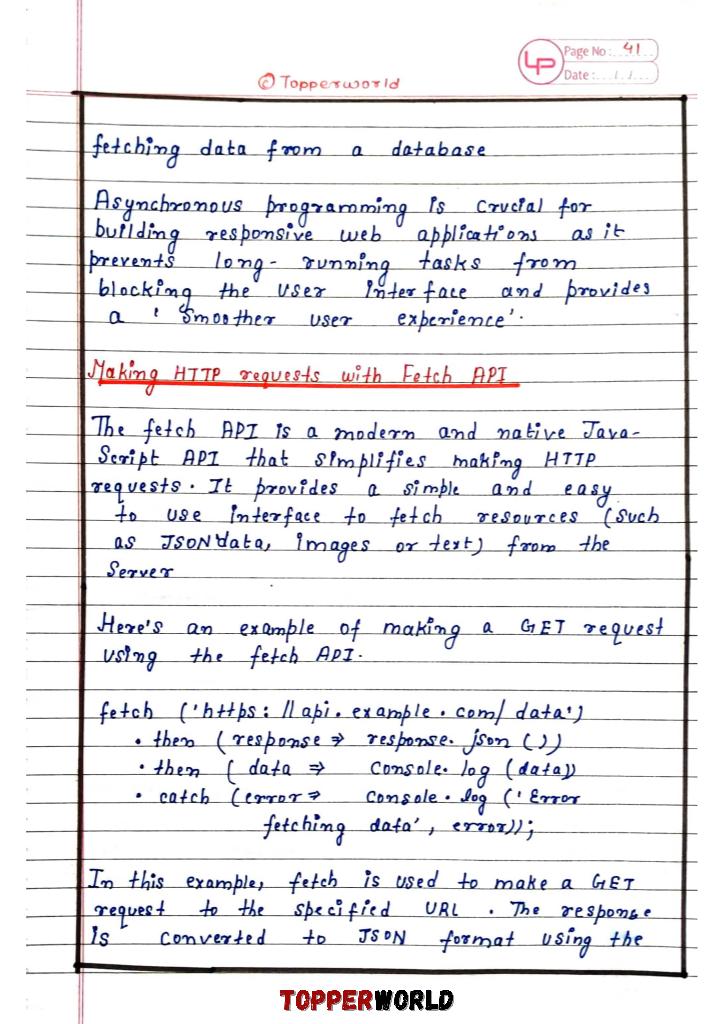 LP
Page No: 41
Date: / /
© Topperworld
fetching data from a database
Asynchronous programming is crucial for
building responsive web applications as it
prevents long- running tasks from
blocking the user interface and provides
a 'smoother user experience'.
Making HTTP requests with Fetch API
The fetch API is a modern and native Java-
Script API that simplifies making HTTP
requests. It provides a simple and easy
to use interface to fetch resources (such
as JSON data, images or text) from the
Server
Here's an example of making a GET request
using the fetch API.
fetch ('https://api.example.com/data')
• then (response => response.json ())
• then ( data => Console.log (data))
• catch (error=> Console.log ('Error
fetching data', error));
In this example, fetch is used to make a GET
request to the specified URL. The response
is converted to JSON format using the
TOPPERWORLD